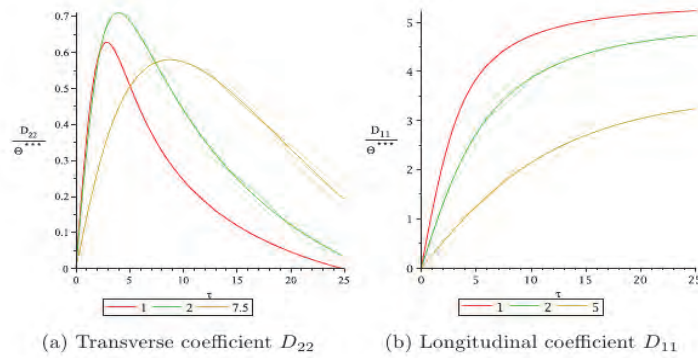 0.7
0.6
0.5
0.4
0.3
0.2
0.1
0
D22
Θ***
0 5 10 15 20 25
τ
1 2 7.5
(a) Transverse coefficient D22
5
4
3
2
1
0
D11
Θ***
0 5 10 15 20 25
τ
1 2 5
(b) Longitudinal coefficient D11